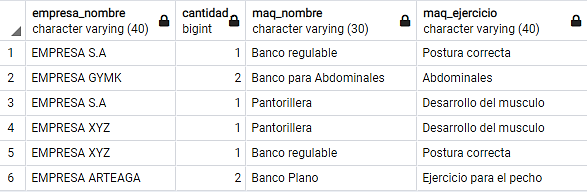 empresa_nombre cantidad maq_nombre maq_ejercicio
character varying (40) bigint character varying (30) character varying (40)
1 EMPRESA S.A 1 Banco regulable Postura correcta
2 EMPRESA GYMK 2 Banco para Abdominales Abdominales
3 EMPRESA S.A 1 Pantorillera Desarrollo del musculo
4 EMPRESA XYZ 1 Pantorillera Desarrollo del musculo
5 EMPRESA XYZ 1 Banco regulable Postura correcta
6 EMPRESA ARTEAGA 2 Banco Plano Ejercicio para el pecho